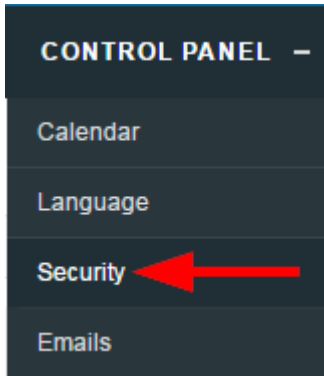 CONTROL PANEL –
Calendar
Language
Security
Emails